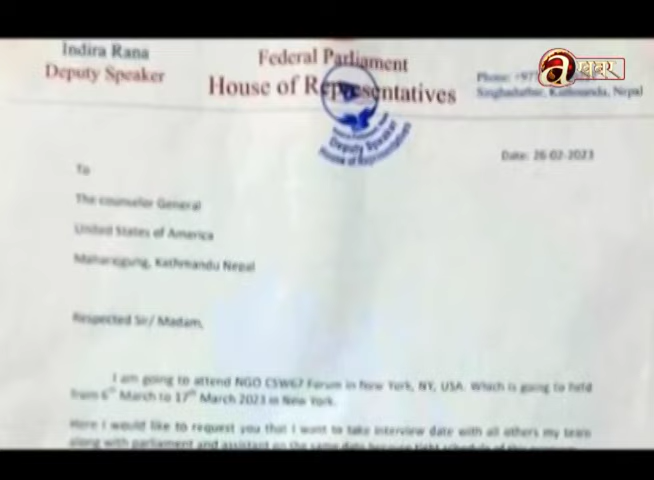 Indira Rana
Deputy Speaker
Federal Parliament
House of Representatives
Phone: +97
Singhadurbar, Kathmandu, Nepal
खबर
Deputy Speaker
House of Representatives
Date: 26-02-2023
To
The counselor General
United States of America
Maharajgung, Kathmandu Nepal
Respected Sir/ Madam,
I am going to attend NGO CSW67 Forum in New York, NY, USA. Which is going to held
from 6th March to 17th March 2023 in New York.
Here I would like to request you that I want to take interview date with all others my team
along with parliament and assistant on the same date because tight schedule of